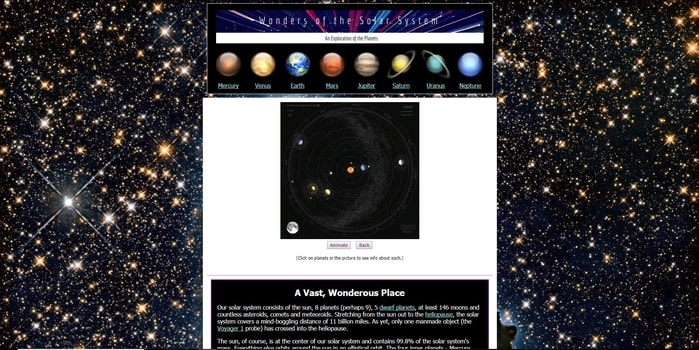 Wonders of the Solar System
An Exploration of the Planets
Mercury Venus Earth Mars Jupiter Saturn Uranus Neptune
Animate Back
(Click on planets in the picture to see info about each.)
A Vast, Wonderous Place
Our solar system consists of the sun, 8 planets (perhaps 9), 5 dwarf planets, at least 146 moons and
countless asteroids, comets and meteoroids. Stretching from the sun out to the heliopause, the solar
system covers a mind-boggling distance of 11 billion miles. As yet, only one manmade object (the
Voyager 1 probe) has crossed into the heliopause.
The sun, of course, is at the center of our solar system and contains 99.8% of the solar system's
mass. Everything else orbits around the sun in an elliptical orbit. The four inner planets - Mercury,